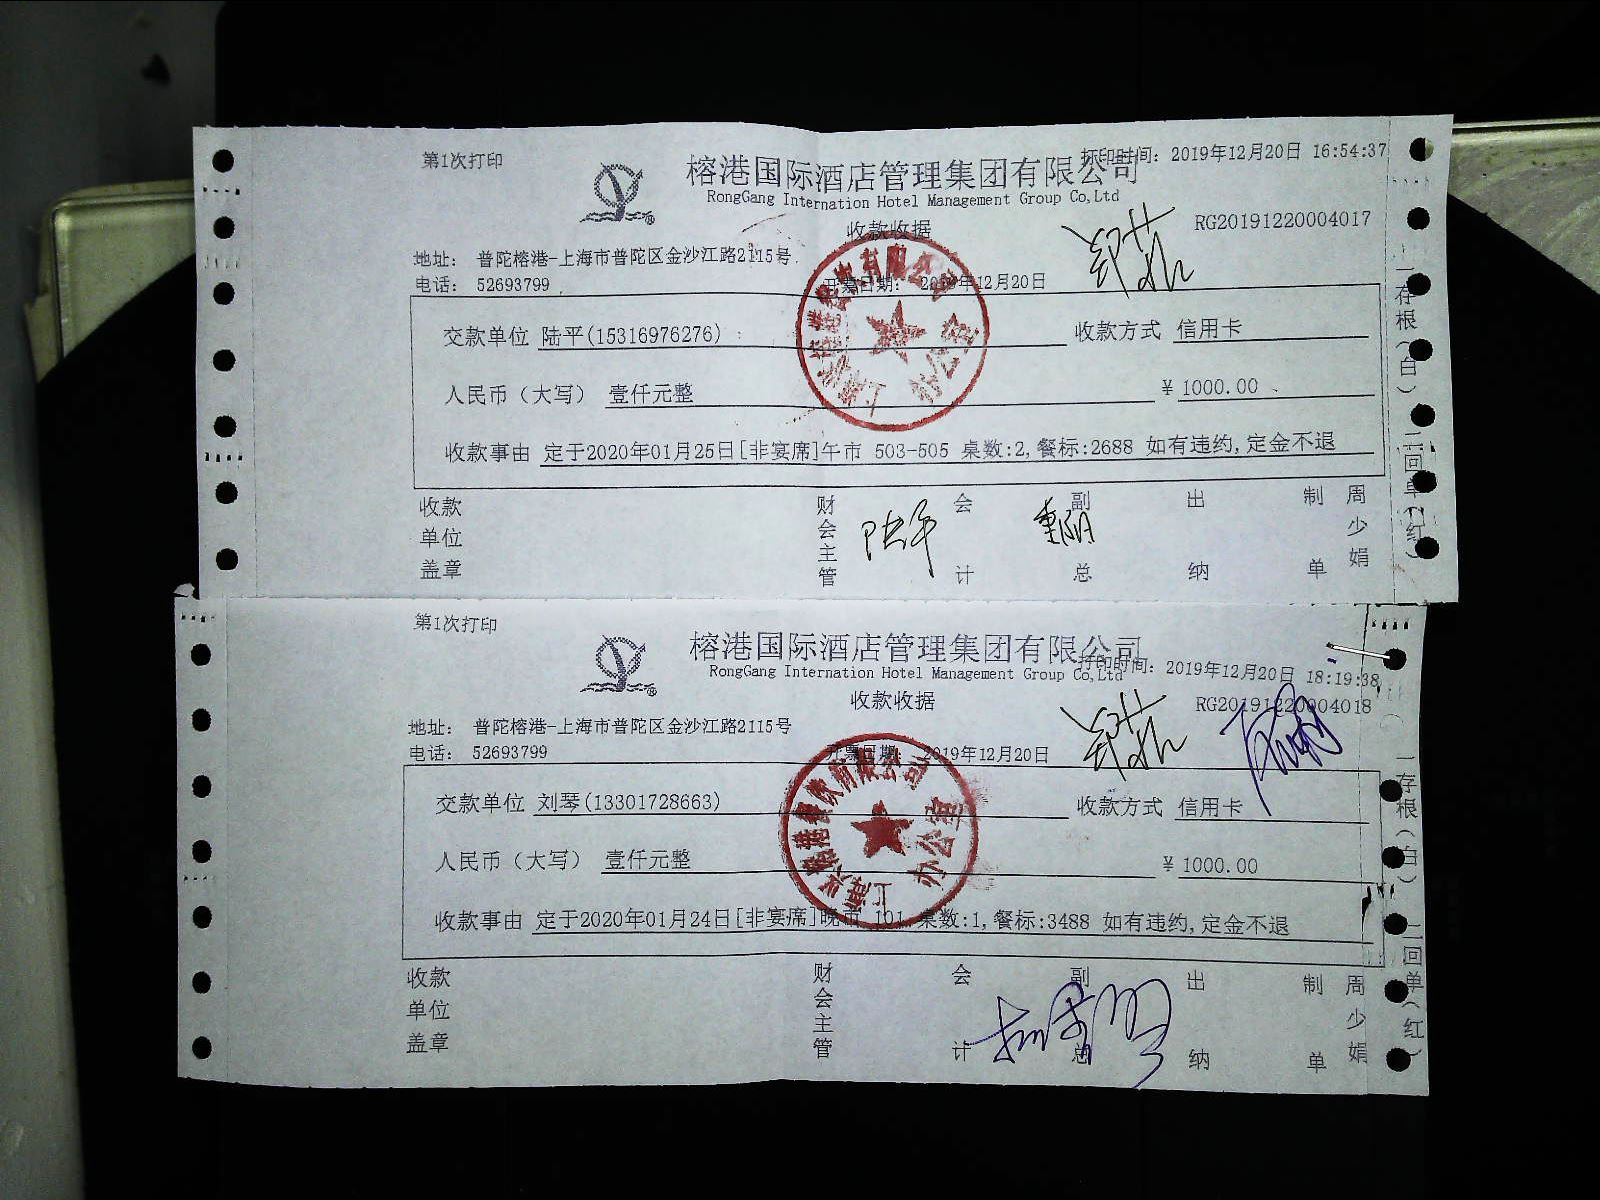 第1次打印
打印时间：2019年12月20日 16:54:37
榕港国际酒店管理集团有限公司
RongGang Internation Hotel Management Group Co,Ltd
收款收据
RG20191220004017
地址： 普陀榕港-上海市普陀区金沙江路2115号
电话： 52693799
开票日期： 2019年12月20日
郑苏
交款单位 陆平(15316976276)
收款方式 信用卡
人民币（大写） 壹仟元整
￥ 1000.00
收款事由 定于2020年01月25日[非宴席]午市 503-505 桌数:2,餐标:2688 如有违约,定金不退
一存根（白） 二回单（红）
收款单位盖章
财会主管
会计
副总
出纳
制单
周少娟
办公室
第1次打印
榕港国际酒店管理集团有限公司
打印时间：2019年12月20日 18:19:38
RongGang Internation Hotel Management Group Co,Ltd
收款收据
RG20191220004018
地址： 普陀榕港-上海市普陀区金沙江路2115号
电话： 52693799
开票日期： 2019年12月20日
郑苏
交款单位 刘琴(13301728663)
收款方式 信用卡
人民币（大写） 壹仟元整
￥ 1000.00
收款事由 定于2020年01月24日[非宴席]晚市 101 桌数:1,餐标:3488 如有违约,定金不退
一存根（白） 二回单（红）
收款单位盖章
财会主管
会计
副总
出纳
制单
周少娟
办公室